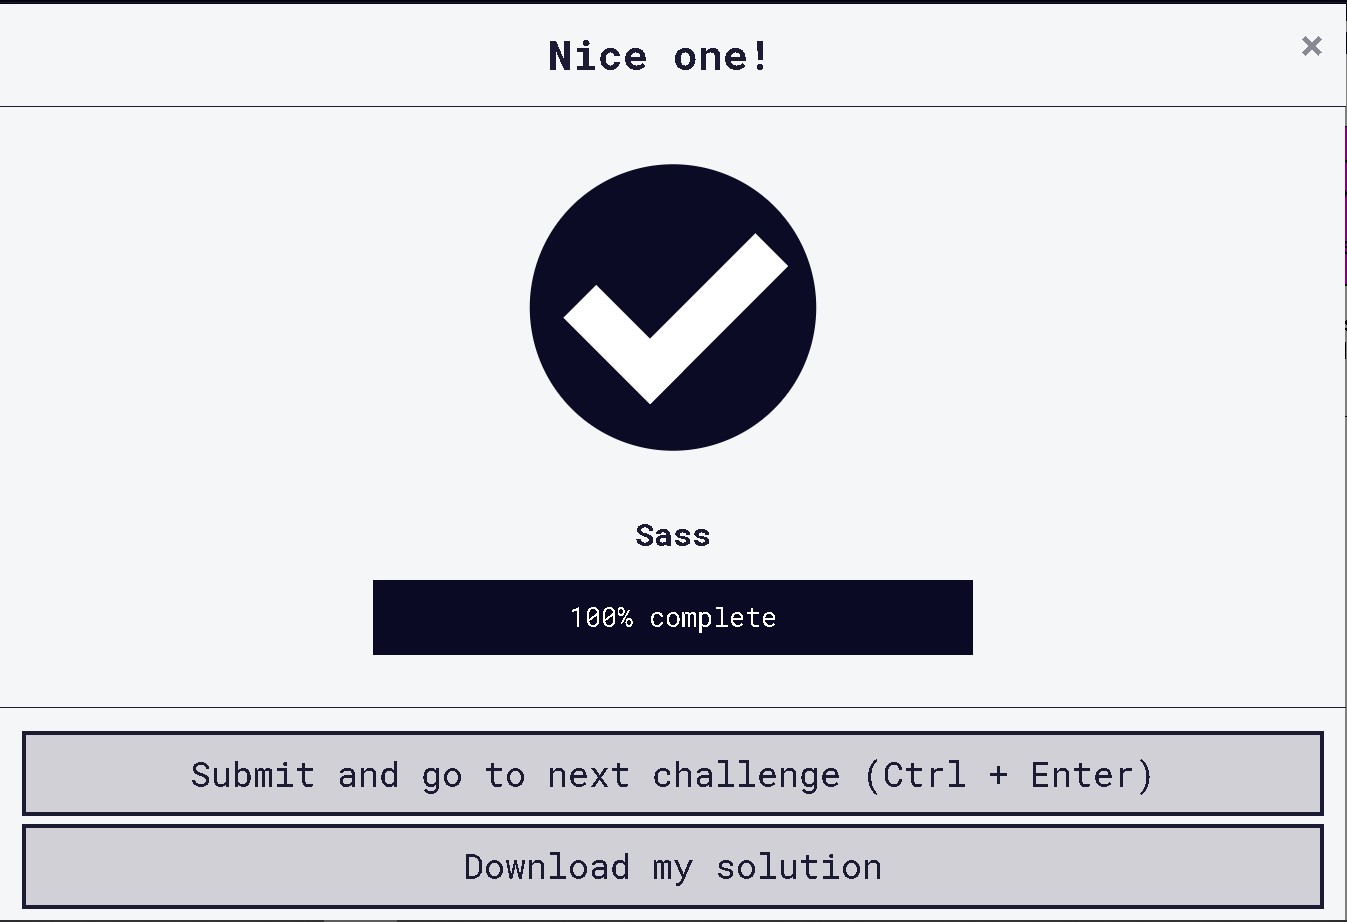 Nice one!
×
Sass
100% complete
Submit and go to next challenge (Ctrl + Enter)
Download my solution